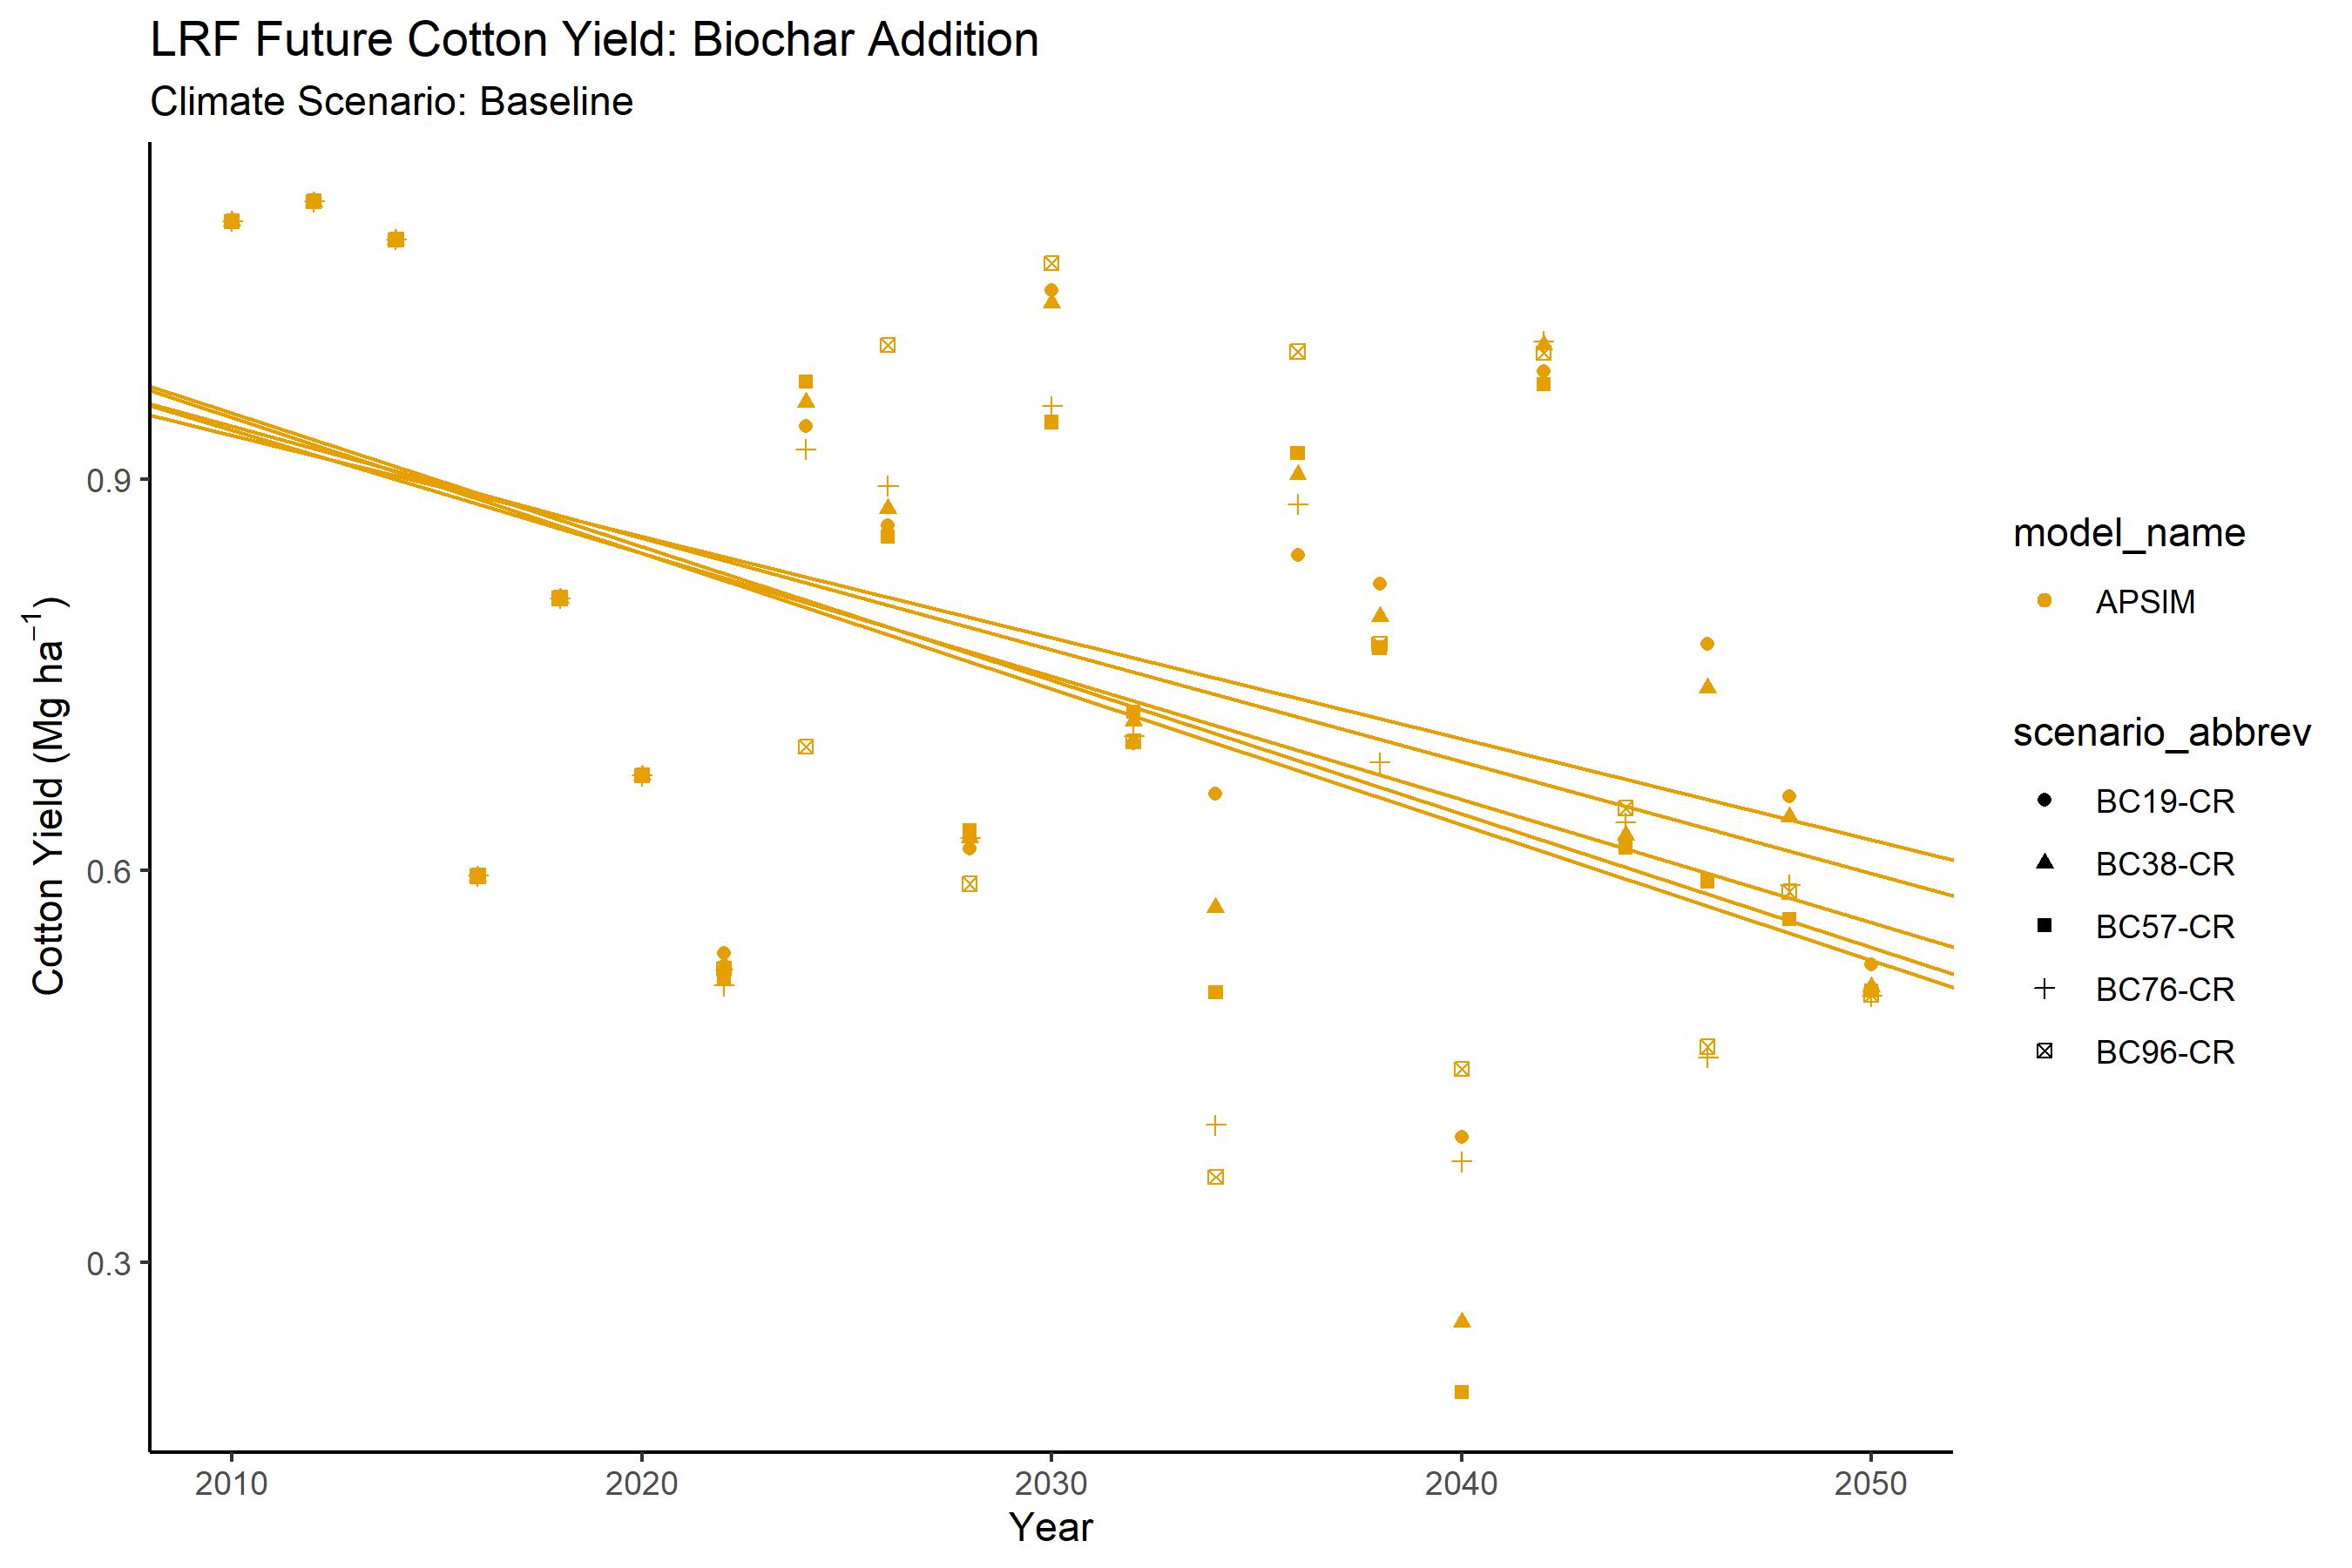 LRF Future Cotton Yield: Biochar Addition
Climate Scenario: Baseline
Cotton Yield (Mg ha⁻¹)
0.9
0.6
0.3
2010 2020 2030 2040 2050
Year
model_name
APSIM
scenario_abbrev
BC19-CR
BC38-CR
BC57-CR
BC76-CR
BC96-CR